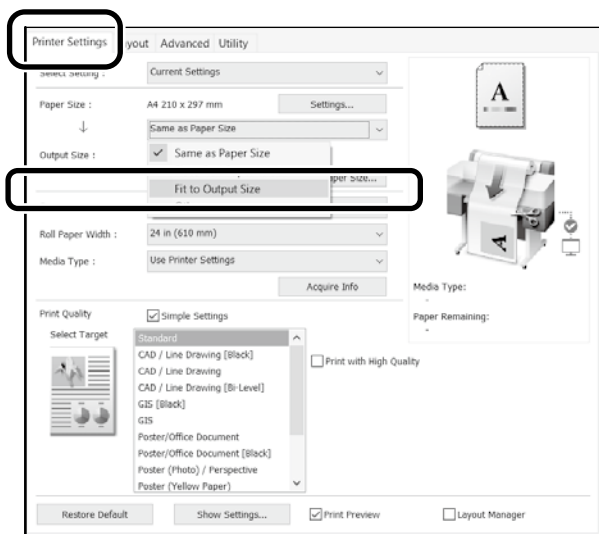 Printer Settings yout Advanced Utility
Select Setting : Current Settings
Paper Size : A4 210 x 297 mm Settings...
↓ Same as Paper Size
Output Size : ✓ Same as Paper Size
Size...
Fit to Output Size
Roll Paper Width : 24 in (610 mm)
Media Type : Use Printer Settings
Acquire Info
Media Type:
-
Paper Remaining:
-
Print Quality Simple Settings
Select Target
Standard
CAD / Line Drawing [Black]
CAD / Line Drawing
CAD / Line Drawing [Bi-Level]
GIS [Black]
GIS
Poster/Office Document
Poster/Office Document [Black]
Poster (Photo) / Perspective
Poster (Yellow Paper)
Print with High Quality
Restore Default Show Settings... Print Preview Layout Manager
A
A